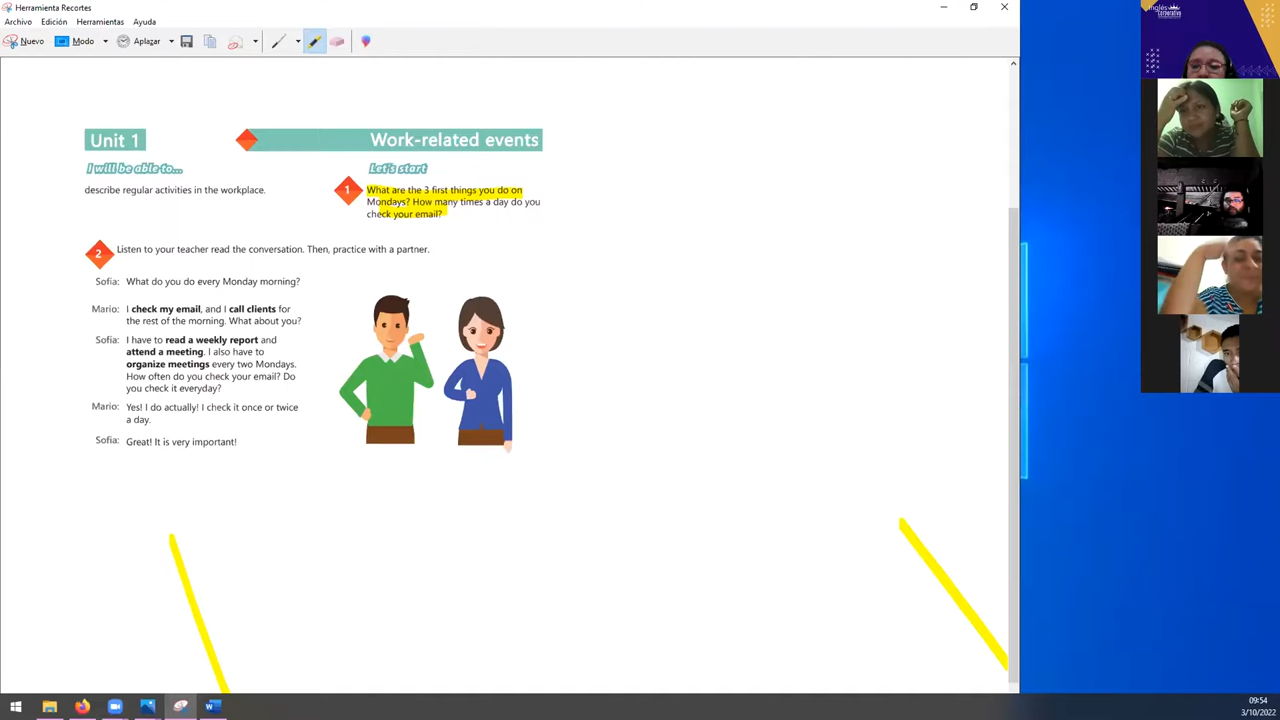 Herramienta Recortes
Archivo Edición Herramientas Ayuda
Nuevo Modo Aplazar
Unit 1
Work-related events
I will be able to...
Let's start
describe regular activities in the workplace.
1
What are the 3 first things you do on
Mondays? How many times a day do you
check your email?
2
Listen to your teacher read the conversation. Then, practice with a partner.
Sofia: What do you do every Monday morning?
Mario: I check my email, and I call clients for
the rest of the morning. What about you?
Sofia: I have to read a weekly report and
attend a meeting. I also have to
organize meetings every two Mondays.
How often do you check your email? Do
you check it everyday?
Mario: Yes! I do actually! I check it once or twice
a day.
Sofia: Great! It is very important!
Inglés
corporativo
09:54
3/10/2022